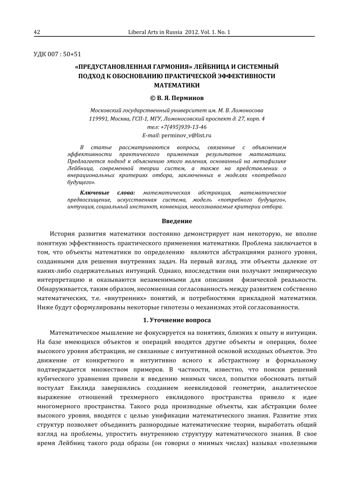 42 Liberal Arts in Russia 2012. Vol. 1. No. 1
УДК 007 : 50+51
«ПРЕДУСТАНОВЛЕННАЯ ГАРМОНИЯ» ЛЕЙБНИЦА И СИСТЕМНЫЙ
ПОДХОД К ОБОСНОВАНИЮ ПРАКТИЧЕСКОЙ ЭФФЕКТИВНОСТИ
МАТЕМАТИКИ
© В. Я. Перминов
Московский государственный университет им. М. В. Ломоносова
119991, Москва, ГСП-1, МГУ, Ломоносовский проспект д. 27, корп. 4
тел: +7(495)939-13-46
E-mail: perminov_v@list.ru
В статье рассматриваются вопросы, связанные с объяснением
эффективности практического применения результатов математики.
Предлагается подход к объяснению этого явления, основанный на метафизике
Лейбница, современной теории систем, а также на представлении о
операциональных критериях отбора, заключенных в моделях «потребного
будущего».
Ключевые слова: математическая абстракция, математическое
предвосхищение, искусственная система, модель «потребного будущего»,
интуиция, социальный инстинкт, конвенция, неосознаваемые критерии отбора.
Введение
История развития математики постоянно демонстрирует нам некоторую, не вполне
понятную эффективность практического применения математики. Проблема заключается в
том, что объекты математики по определению являются абстракциями разного уровня,
созданными для решения внутренних задач. На первый взгляд, эти объекты далекие от
каких-либо содержательных интуиций. Однако, впоследствии они получают эмпирическую
интерпретацию и оказываются незаменимыми для описания физической реальности.
Обнаруживается, таким образом, несомненная согласованность между развитием собственно
математических, т.е. «внутренних» понятий, и потребностями прикладной математики.
Ниже будут сформулированы некоторые гипотезы о механизмах этой согласованности.
1. Уточнение вопроса
Математическое мышление не фокусируется на понятиях, близких к опыту и интуиции.
На базе имеющихся объектов и операций вводятся другие объекты и операции, более
высокого уровня абстракции, не связанные с интуитивной основой исходных объектов. Это
движение от конкретного и интуитивно ясного к абстрактному и формальному
подтверждается множеством примеров. В частности, известно, что поиски решений
кубического уравнения привели к введению мнимых чисел, попытки обосновать пятый
постулат Евклида завершились созданием неевклидовой геометрии, аналитическое
выражение отношений трехмерного евклидового пространства привело к идее
многомерного пространства. Такого рода производные объекты, как абстракции более
высокого уровня, вводятся с целью унификации математического знания. Развитие этих
структур позволяет объединить разнородные математические теории, выработать общий
взгляд на проблемы, упростить внутреннюю структуру математического знания. В свое
время Лейбниц такого рода образы (он говорил о мнимых числах) называл «полезными